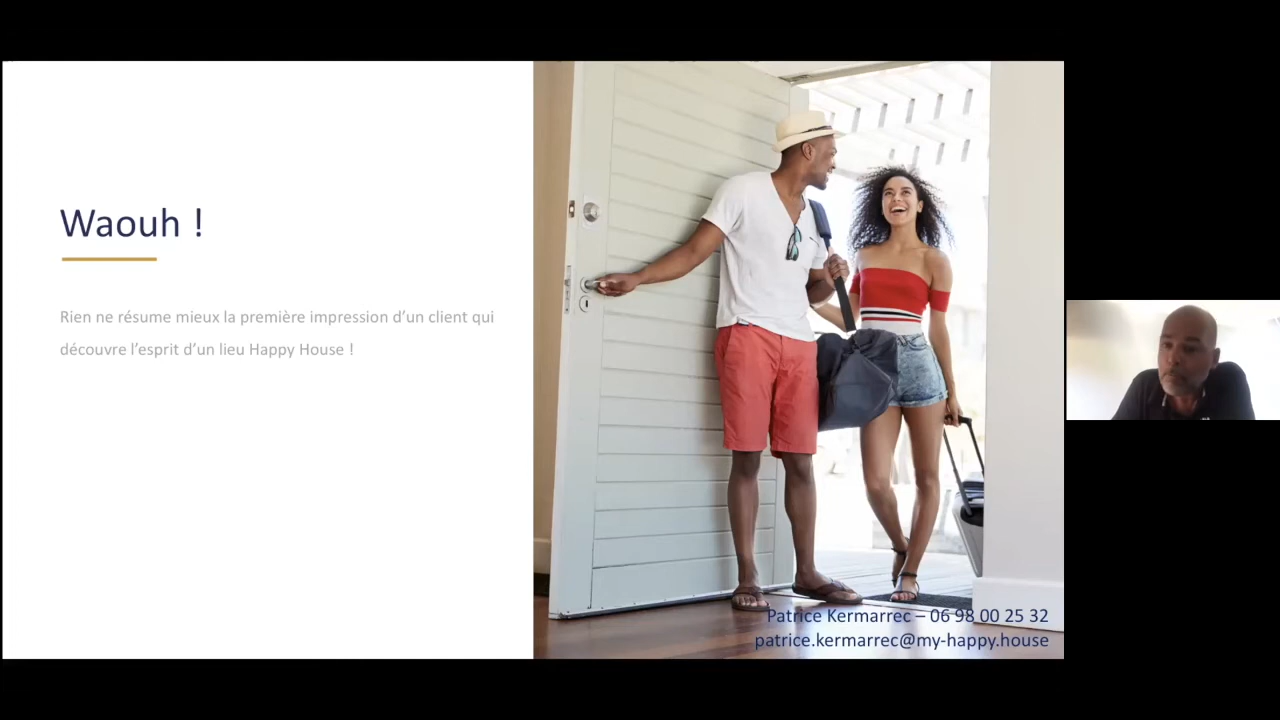 Waouh !
Rien ne résume mieux la première impression d’un client qui
découvre l’esprit d’un lieu Happy House !
Patrice Kermarrec – 06 98 00 25 32
patrice.kermarrec@my-happy.house